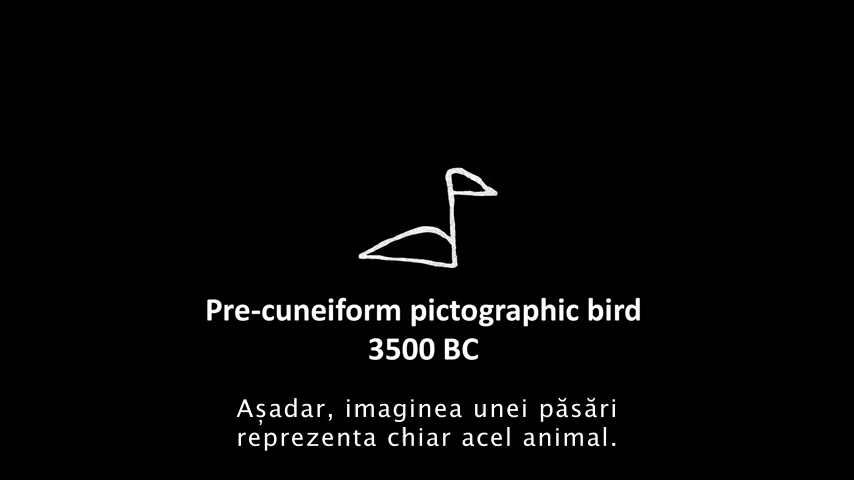 Pre-cuneiform pictographic bird
3500 BC
Așadar, imaginea unei păsări
reprezenta chiar acel animal.